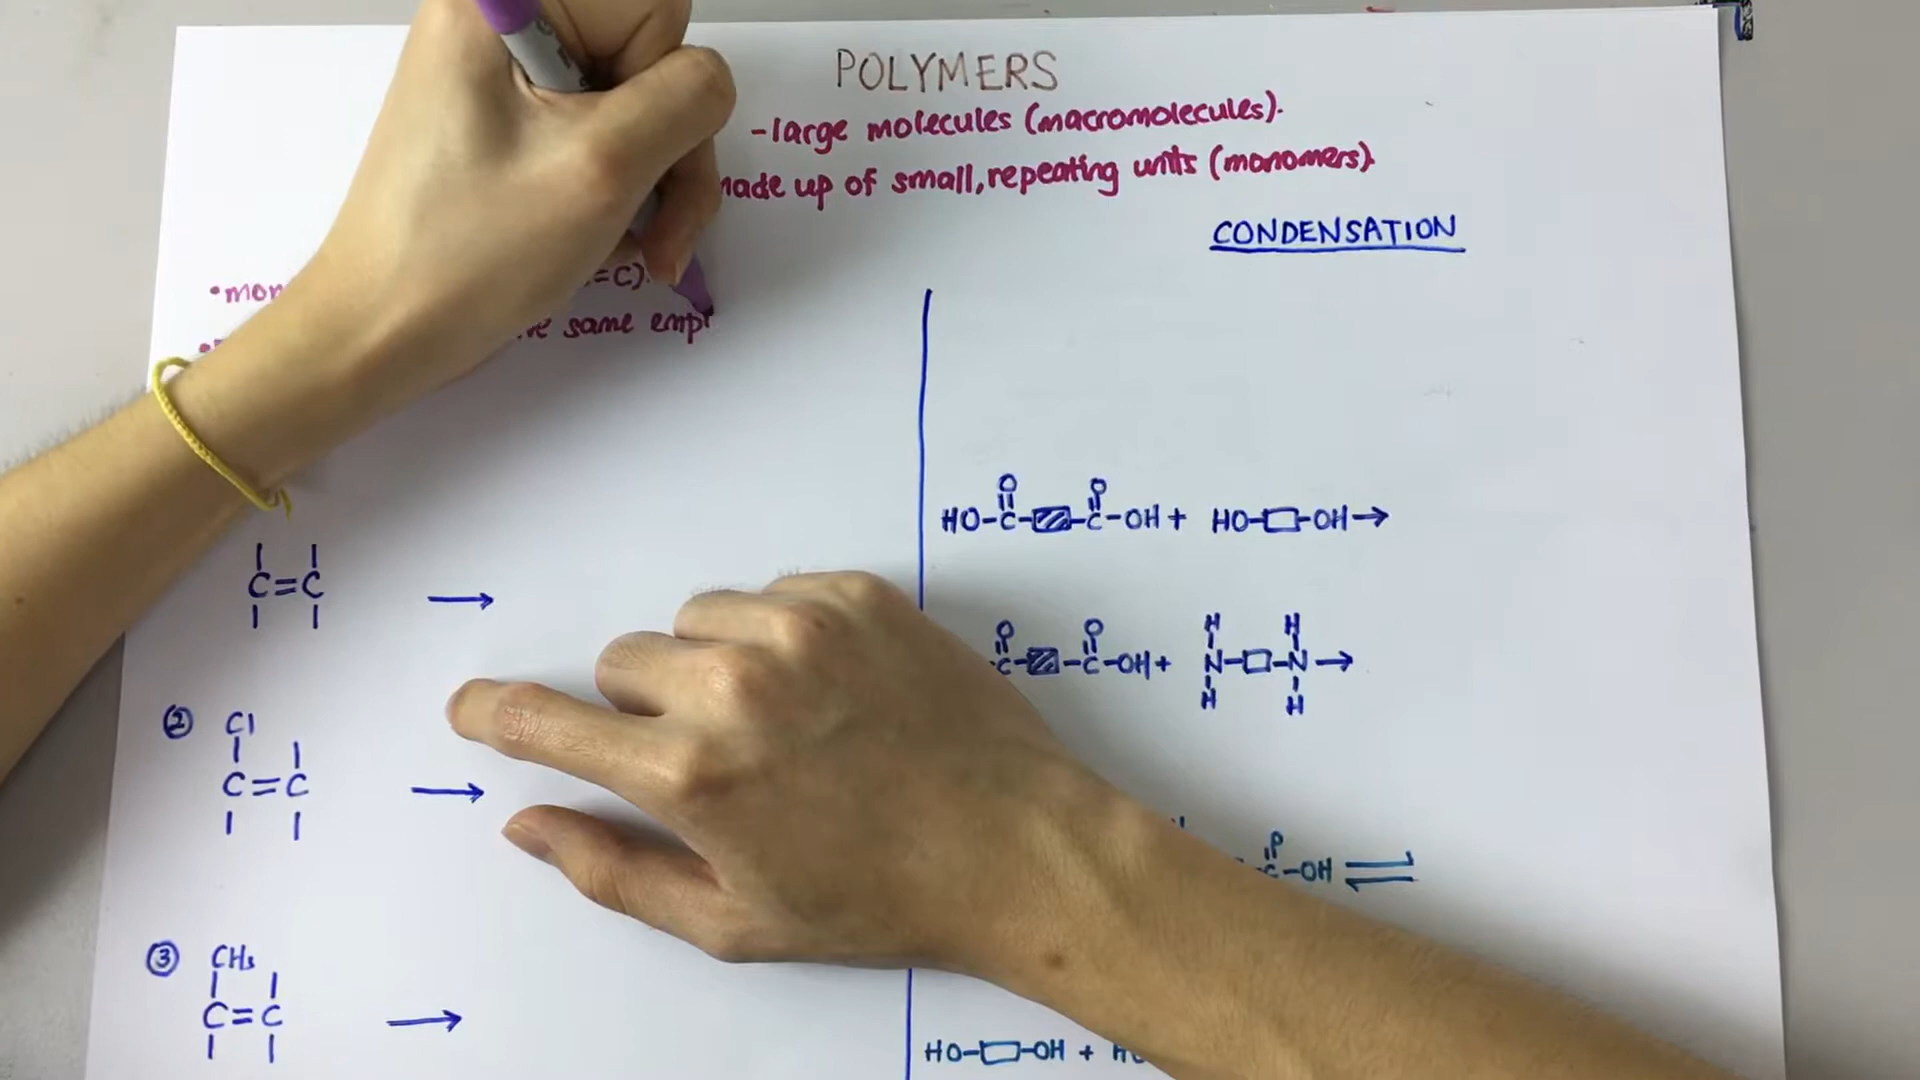 POLYMERS
-large molecules (macromolecules).
made up of small, repeating units (monomers).
CONDENSATION
=C).
same emp
O O
HO-C-▨-C-OH + HO-▭-OH→
C=C →
O O H H
C-▨-C-OH + N-▭-N→
H H
② Cl
C=C →
C-OH ⇌
③ CH3
C=C →
HO-▭-OH +